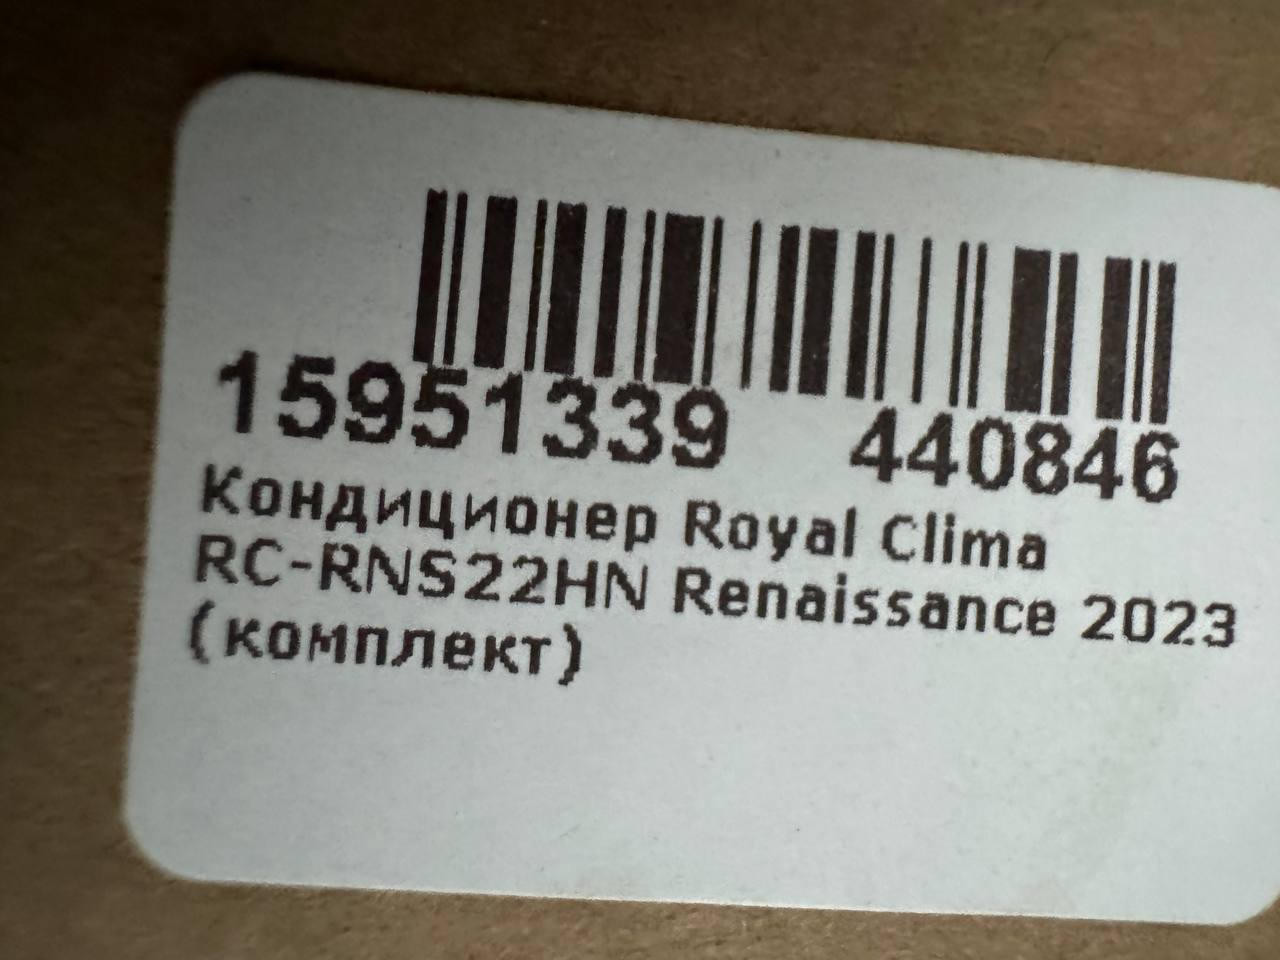 15951339 440846
Кондиционер Royal Clima
RC-RNS22HN Renaissance 2023
(комплект)